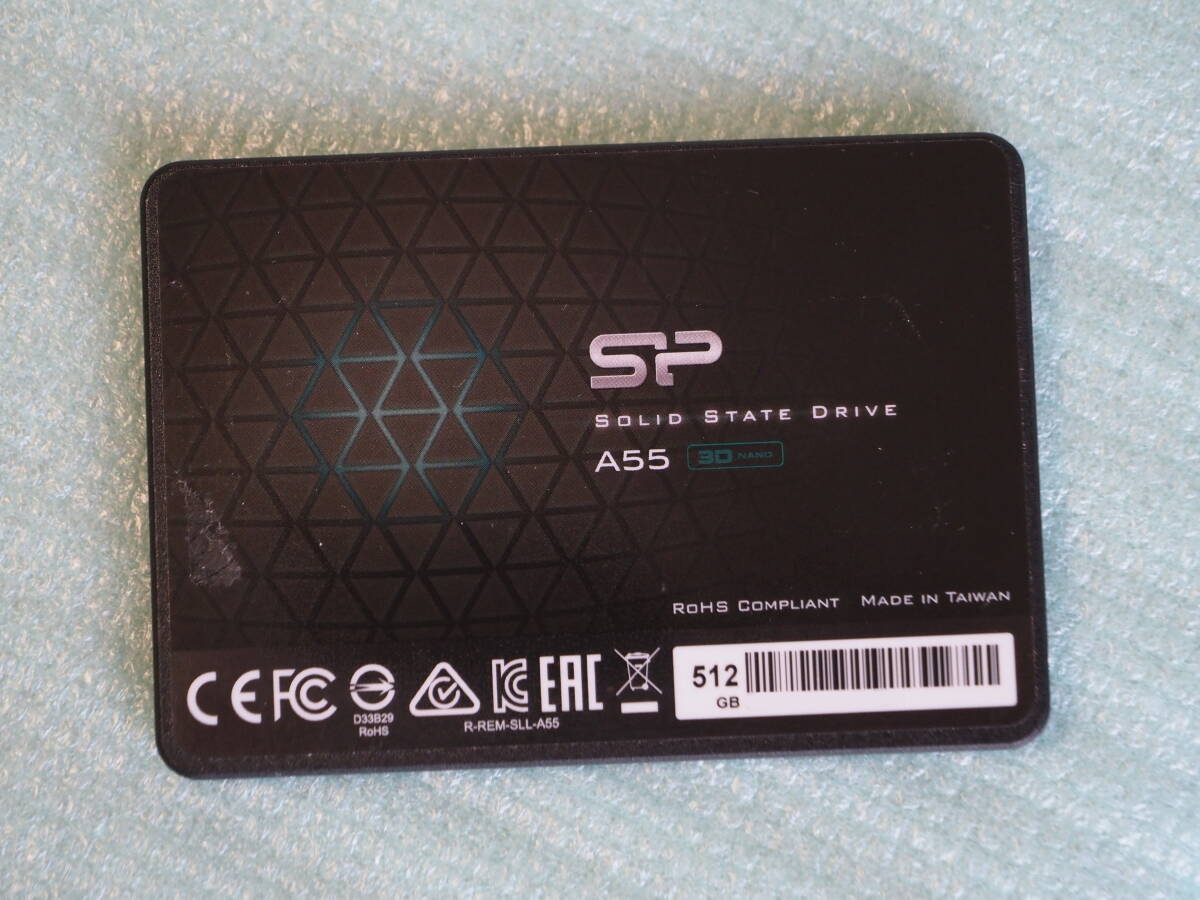 SP
SOLID STATE DRIVE
A55 3D NAND
ROHS COMPLIANT MADE IN TAIWAN
CE FC D33B29 RoHS KC R-REM-SLL-A55 EAC
512
GB